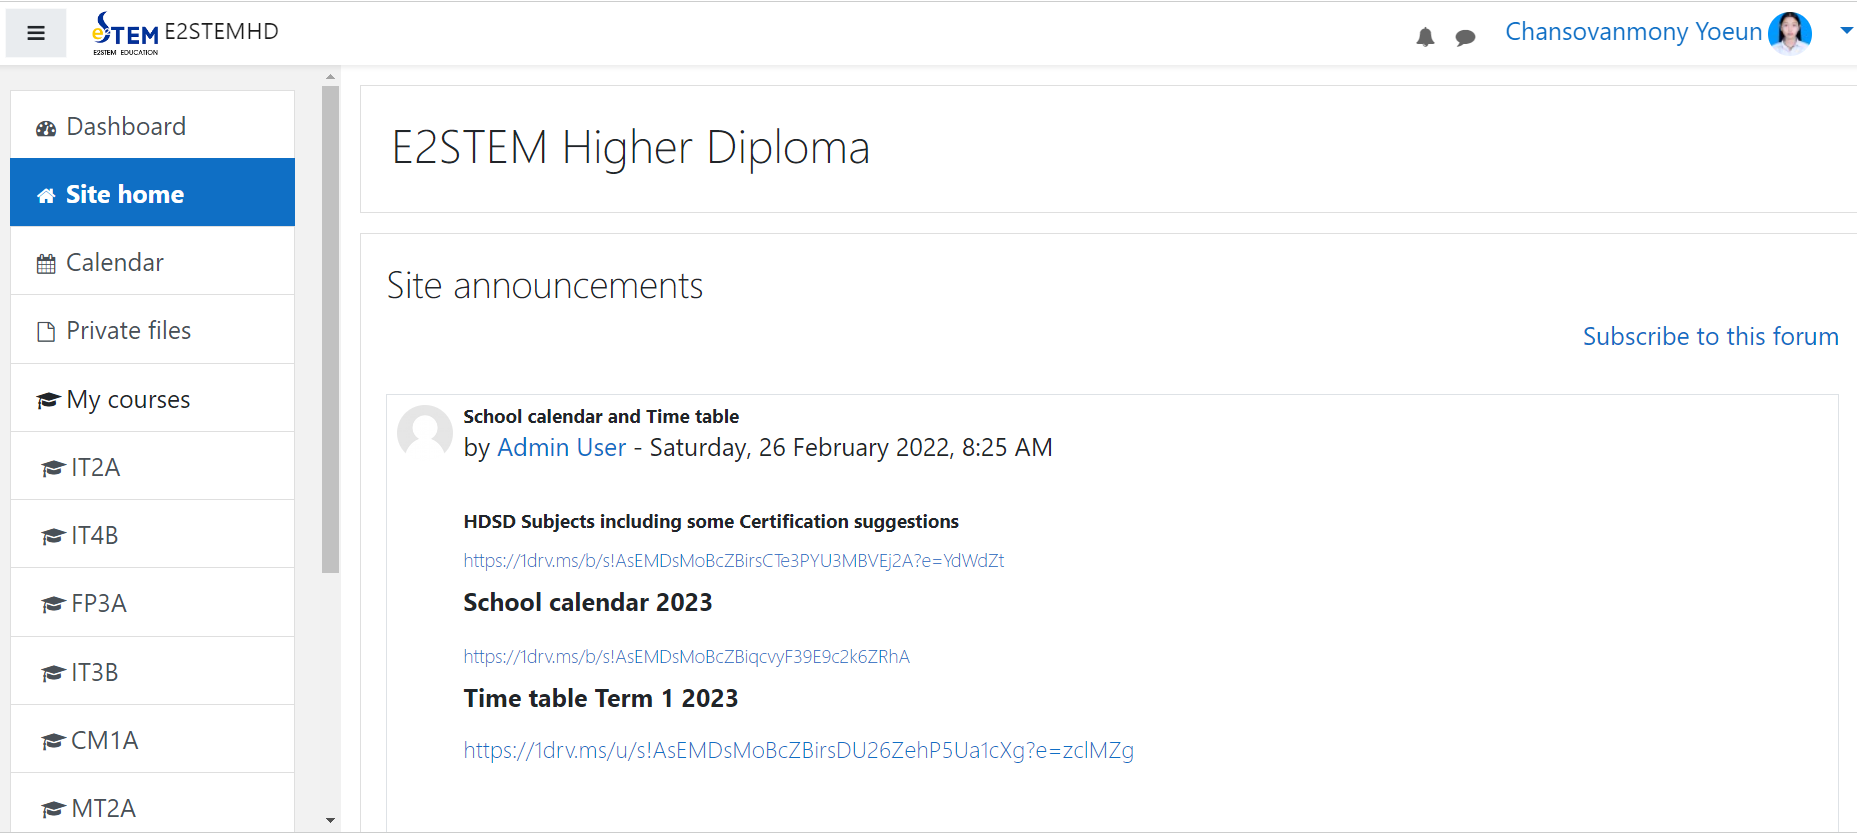 eSTEM
E2STEM EDUCATION
E2STEMHD
Chansovanmony Yoeun
Dashboard
Site home
Calendar
Private files
My courses
IT2A
IT4B
FP3A
IT3B
CM1A
MT2A
E2STEM Higher Diploma
Site announcements
Subscribe to this forum
School calendar and Time table
by Admin User - Saturday, 26 February 2022, 8:25 AM
HDSD Subjects including some Certification suggestions
https://1drv.ms/b/s!AsEMDsMoBcZBirsCTe3PYU3MBVEj2A?e=YdWdZt
School calendar 2023
https://1drv.ms/b/s!AsEMDsMoBcZBiqcvyF39E9c2k6ZRhA
Time table Term 1 2023
https://1drv.ms/u/s!AsEMDsMoBcZBirsDU26ZehP5Ua1cXg?e=zclMZg